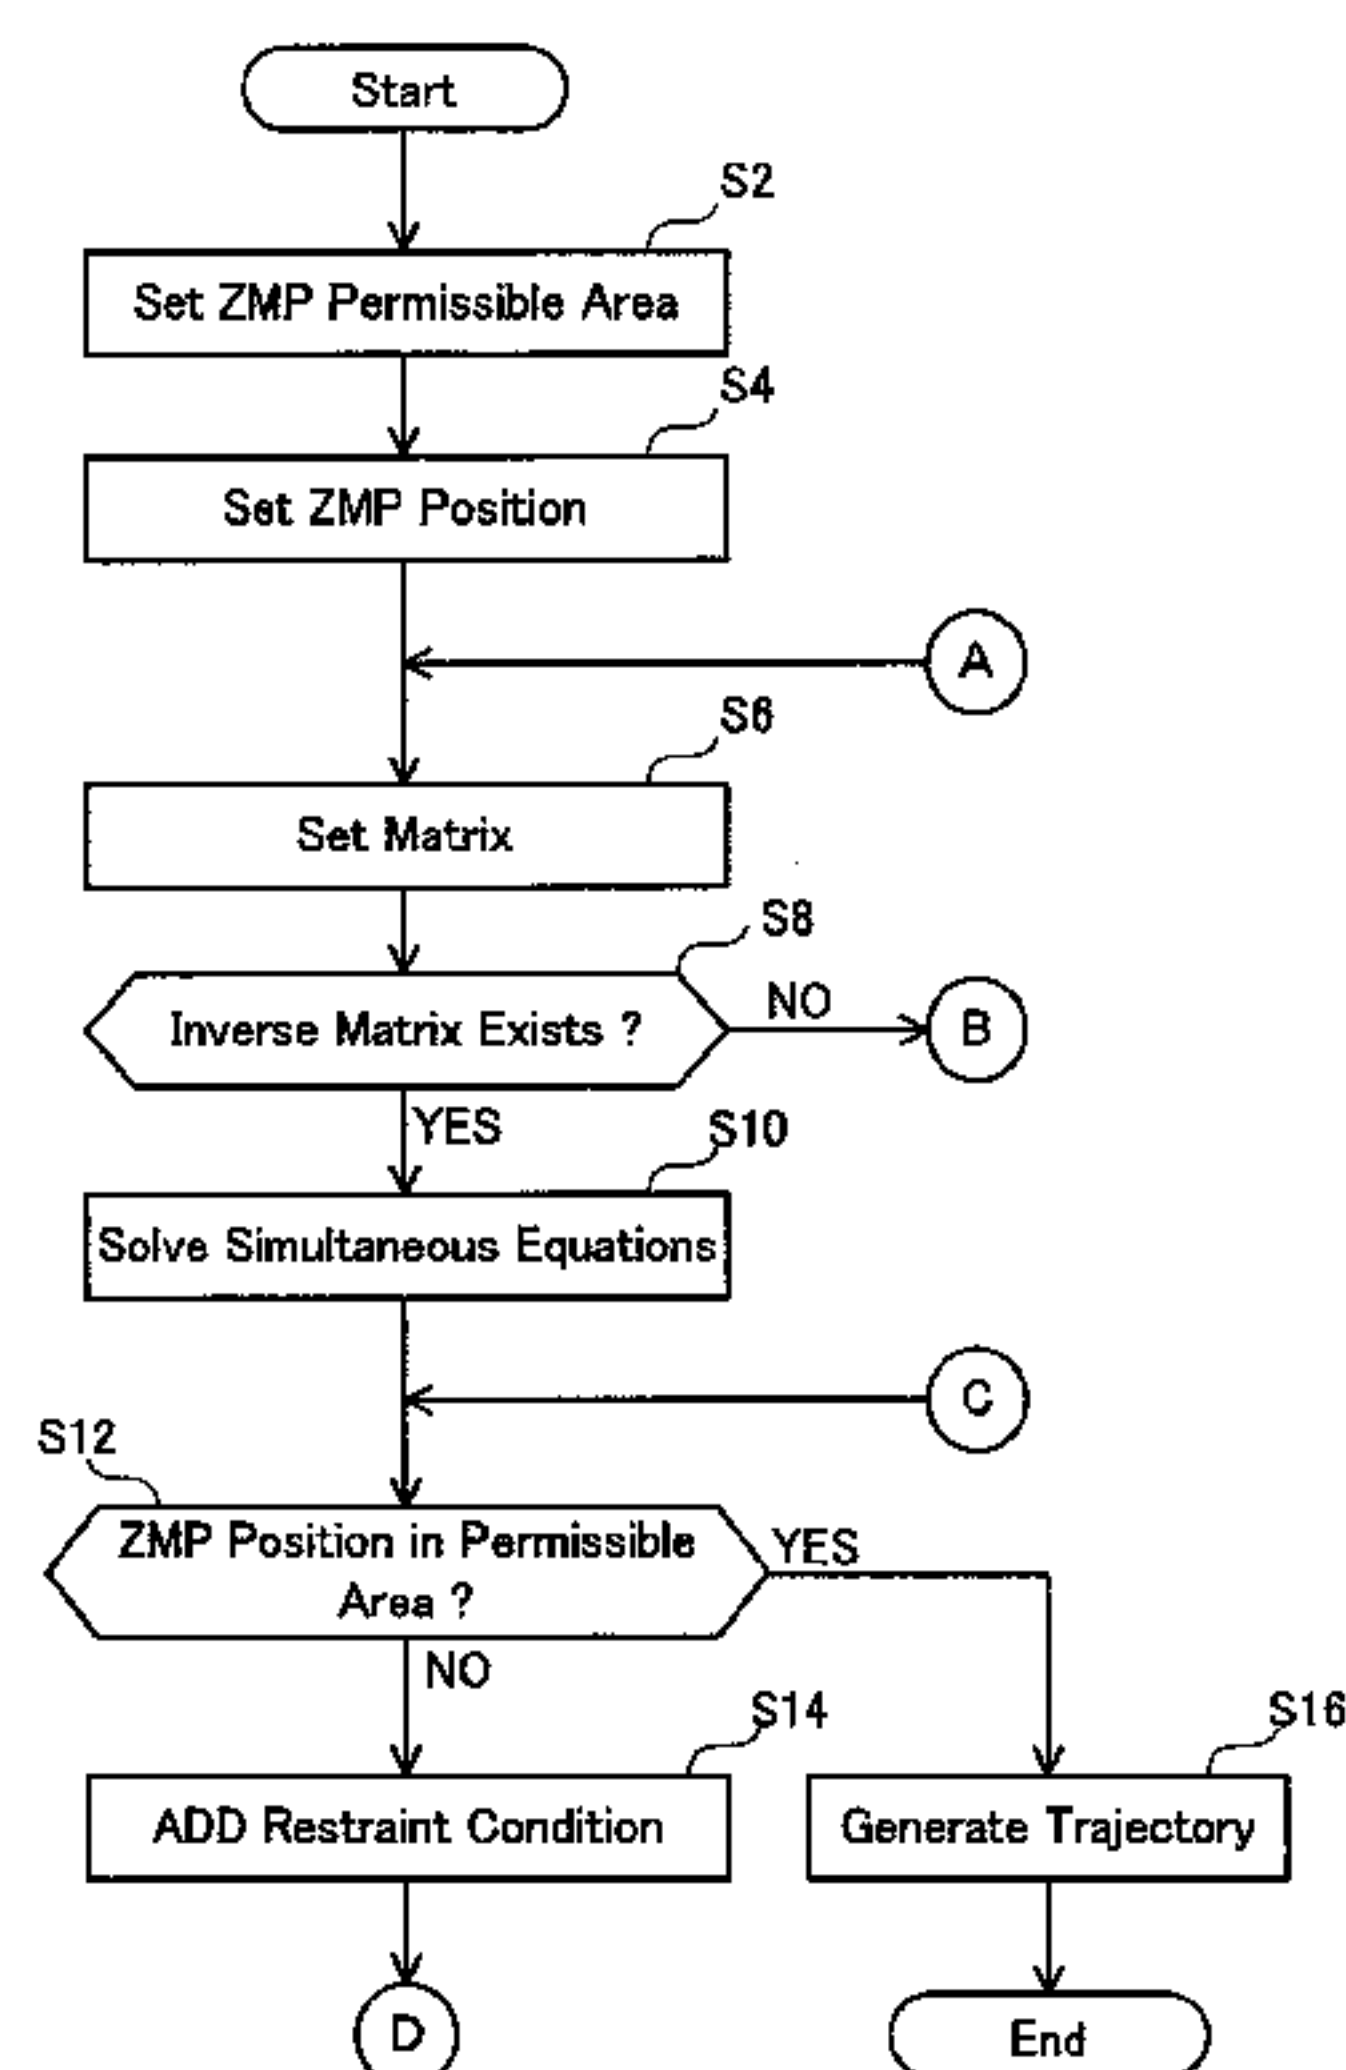 Start
S2
Set ZMP Permissible Area
S4
Set ZMP Position
A
S6
Set Matrix
S8
Inverse Matrix Exists ?
NO
B
YES
S10
Solve Simultaneous Equations
C
S12
ZMP Position in Permissible
Area ?
YES
NO
S14
S16
ADD Restraint Condition
Generate Trajectory
D
End